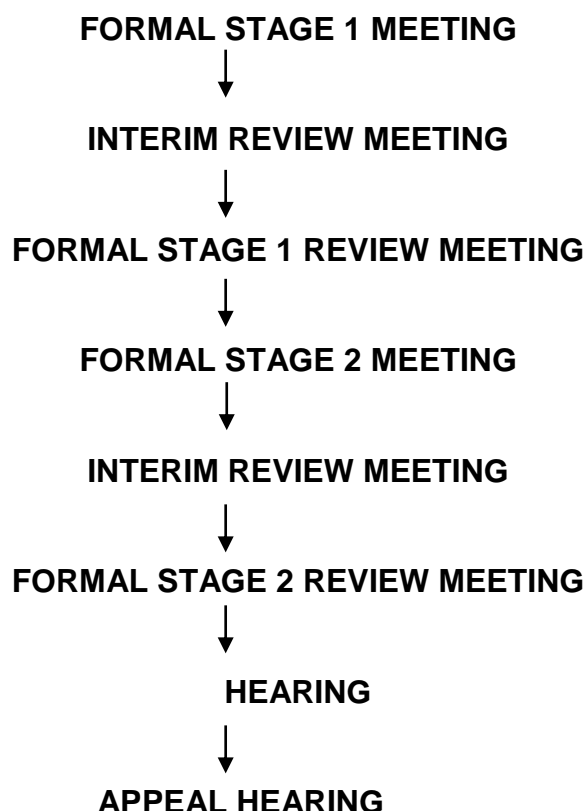 FORMAL STAGE 1 MEETING
INTERIM REVIEW MEETING
FORMAL STAGE 1 REVIEW MEETING
FORMAL STAGE 2 MEETING
INTERIM REVIEW MEETING
FORMAL STAGE 2 REVIEW MEETING
HEARING
APPEAL HEARING